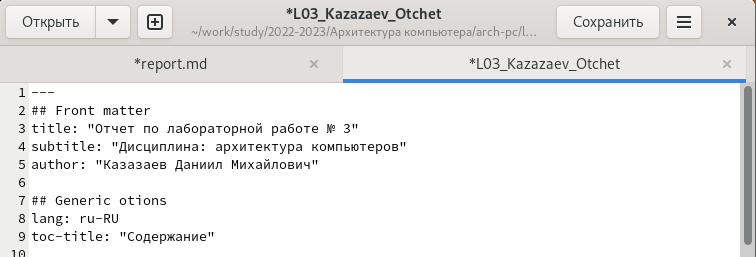 Открыть
*L03_Kazazaev_Otchet
~/work/study/2022-2023/Архитектура компьютера/arch-pc/l...
Сохранить
*report.md
*L03_Kazazaev_Otchet
1 ---
2 ## Front matter
3 title: "Отчет по лабораторной работе № 3"
4 subtitle: "Дисциплина: архитектура компьютеров"
5 author: "Казазаев Даниил Михайлович"
6
7 ## Generic otions
8 lang: ru-RU
9 toc-title: "Содержание"
10